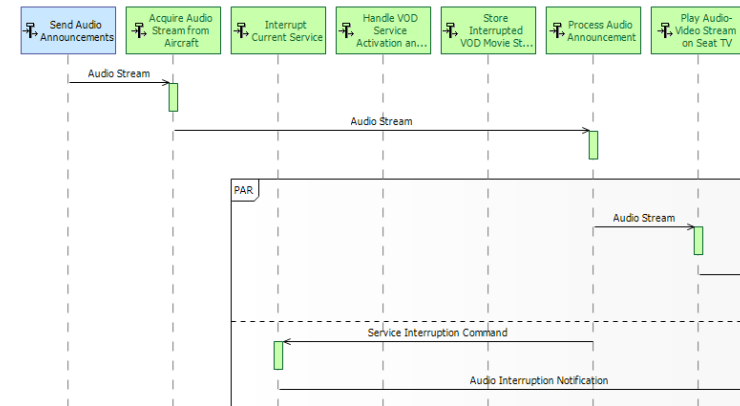 Send Audio
Announcements
Acquire Audio
Stream from
Aircraft
Interrupt
Current Service
Handle VOD
Service
Activation an...
Store
Interrupted
VOD Movie St...
Process Audio
Announcement
Play Audio-
Video Stream
on Seat TV
Audio Stream
Audio Stream
PAR
Audio Stream
Service Interruption Command
Audio Interruption Notification